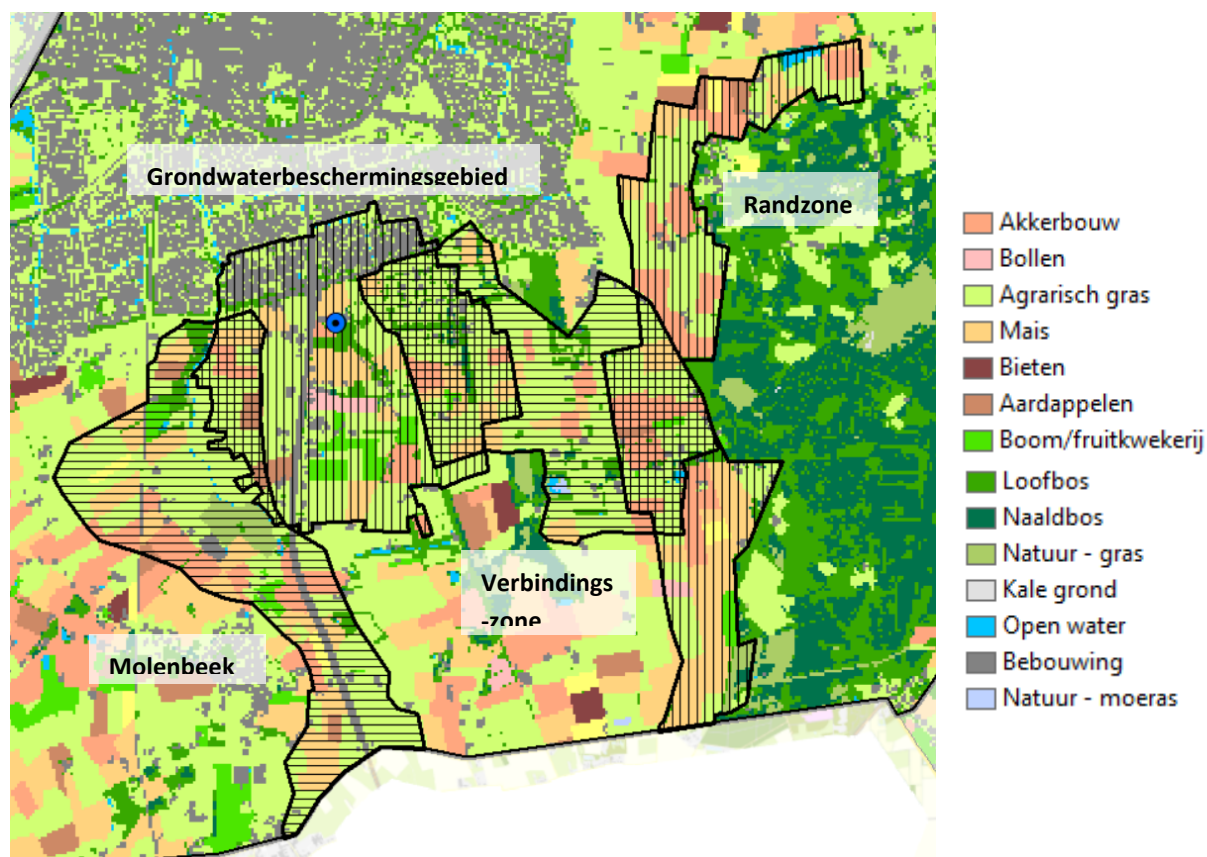 Grondwaterbeschermingsgebied
Randzone
Verbindings
-zone
Molenbeek
Akkerbouw
Bollen
Agrarisch gras
Mais
Bieten
Aardappelen
Boom/fruitkwekerij
Loofbos
Naaldbos
Natuur - gras
Kale grond
Open water
Bebouwing
Natuur - moeras